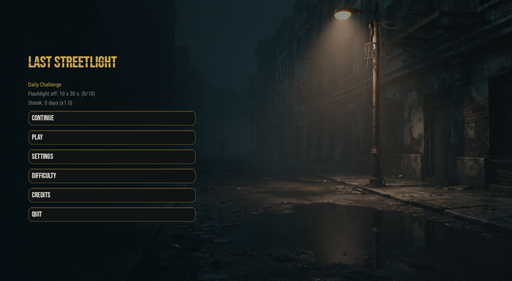 LAST STREETLIGHT
Daily Challenge
Flashlight off: 10 x 30 s (0/10)
Streak: 0 days (x1.0)
CONTINUE
PLAY
SETTINGS
DIFFICULTY
CREDITS
QUIT